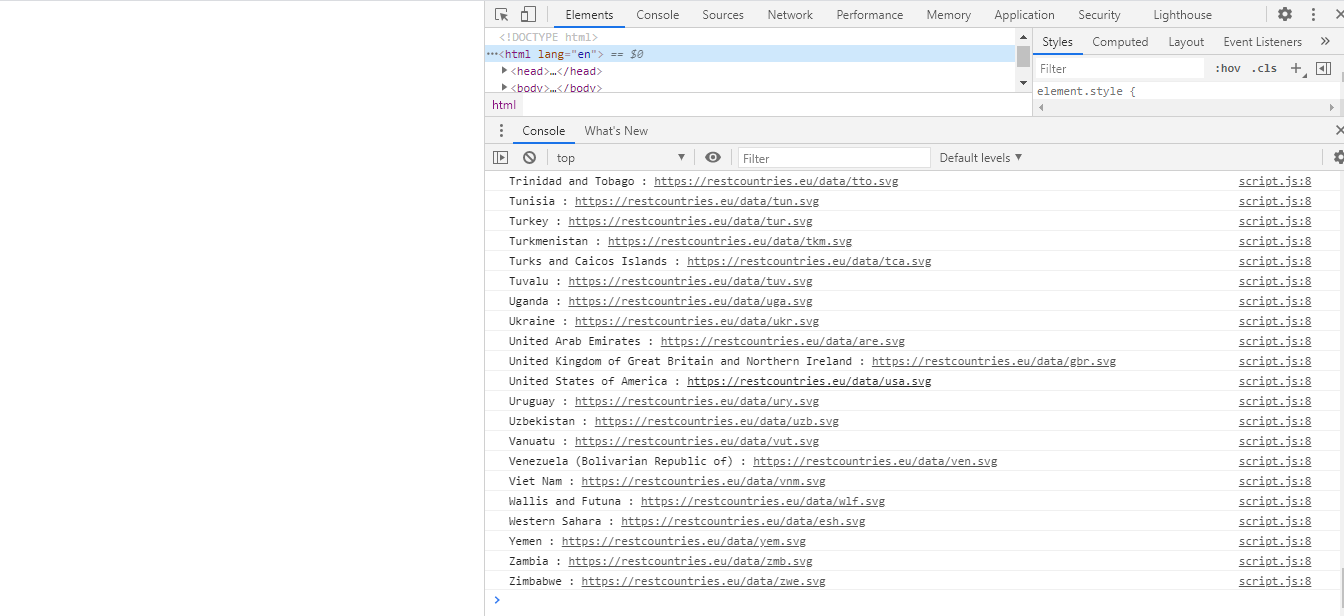 Elements Console Sources Network Performance Memory Application Security Lighthouse
<!DOCTYPE html>
•••<html lang="en"> == $0
<head>…</head>
<body>…</body>
html
Styles Computed Layout Event Listeners »
Filter :hov .cls +
element.style {
Console What's New
top ▼ Filter Default levels ▼
Trinidad and Tobago : https://restcountries.eu/data/tto.svg script.js:8
Tunisia : https://restcountries.eu/data/tun.svg script.js:8
Turkey : https://restcountries.eu/data/tur.svg script.js:8
Turkmenistan : https://restcountries.eu/data/tkm.svg script.js:8
Turks and Caicos Islands : https://restcountries.eu/data/tca.svg script.js:8
Tuvalu : https://restcountries.eu/data/tuv.svg script.js:8
Uganda : https://restcountries.eu/data/uga.svg script.js:8
Ukraine : https://restcountries.eu/data/ukr.svg script.js:8
United Arab Emirates : https://restcountries.eu/data/are.svg script.js:8
United Kingdom of Great Britain and Northern Ireland : https://restcountries.eu/data/gbr.svg script.js:8
United States of America : https://restcountries.eu/data/usa.svg script.js:8
Uruguay : https://restcountries.eu/data/ury.svg script.js:8
Uzbekistan : https://restcountries.eu/data/uzb.svg script.js:8
Vanuatu : https://restcountries.eu/data/vut.svg script.js:8
Venezuela (Bolivarian Republic of) : https://restcountries.eu/data/ven.svg script.js:8
Viet Nam : https://restcountries.eu/data/vnm.svg script.js:8
Wallis and Futuna : https://restcountries.eu/data/wlf.svg script.js:8
Western Sahara : https://restcountries.eu/data/esh.svg script.js:8
Yemen : https://restcountries.eu/data/yem.svg script.js:8
Zambia : https://restcountries.eu/data/zmb.svg script.js:8
Zimbabwe : https://restcountries.eu/data/zwe.svg script.js:8